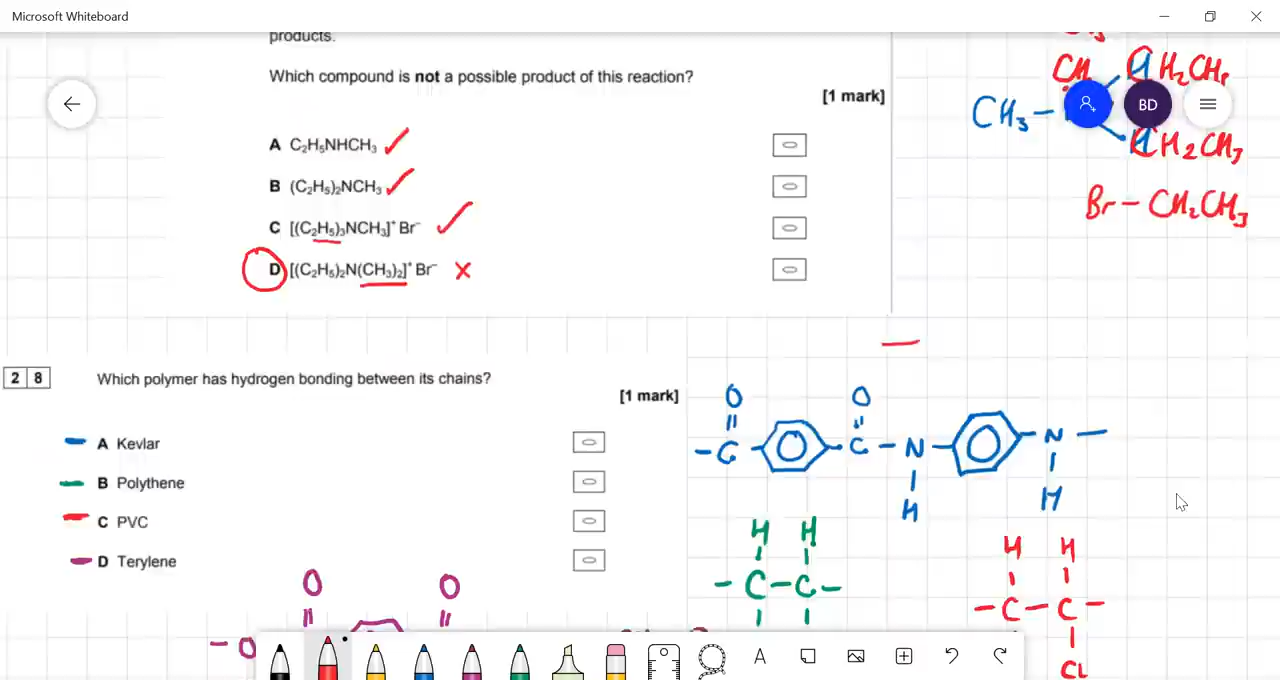 Microsoft Whiteboard
products.
Which compound is not a possible product of this reaction?
[1 mark]
A C₂H₅NHCH₃ ✓
B (C₂H₅)₂NCH₃ ✓
C [(C₂H₅)₃NCH₃]⁺ Br⁻ ✓
D [(C₂H₅)₂N(CH₃)₂]⁺ Br⁻ ✗
BD
CH₃ –
H₂CH₃
H₂CH₃
Br – CH₂CH₃
2 8 Which polymer has hydrogen bonding between its chains?
[1 mark]
A Kevlar
B Polythene
C PVC
D Terylene
O O
– C – – C – N – – N –
H H
H H
– C – C –
H H
– C – C –
Cl
O O
– O
A